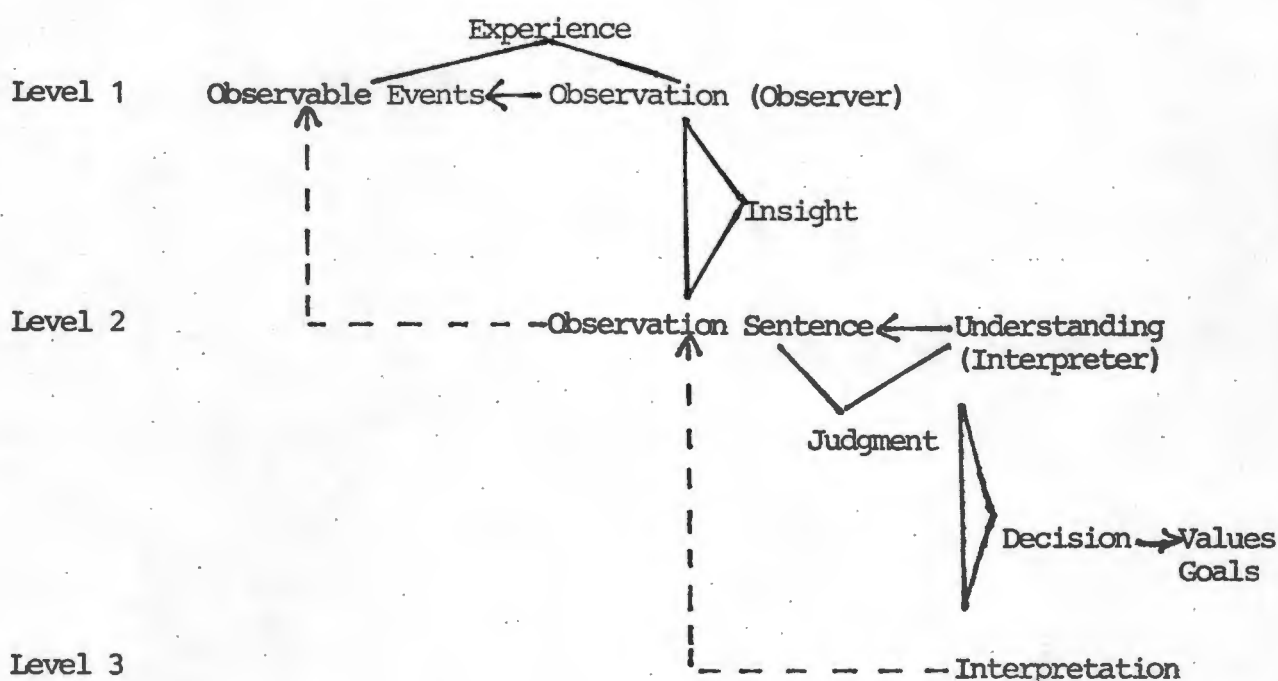 Experience
Level 1 Observable Events Observation (Observer)
Insight
Level 2 Observation Sentence Understanding
(Interpreter)
Judgment
Decision Values
Goals
Level 3 Interpretation